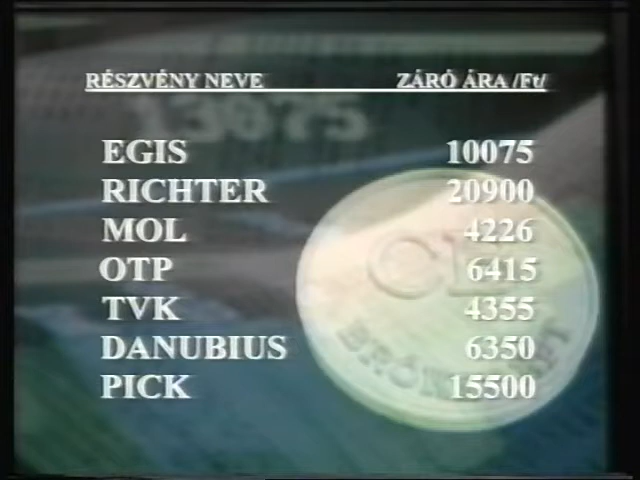 RÉSZVÉNY NEVE ZÁRÓ ÁRA /Ft/
13675
EGIS 10075
RICHTER 20900
MOL 4226
OTP 6415
TVK 4355
DANUBIUS 6350
PICK 15500